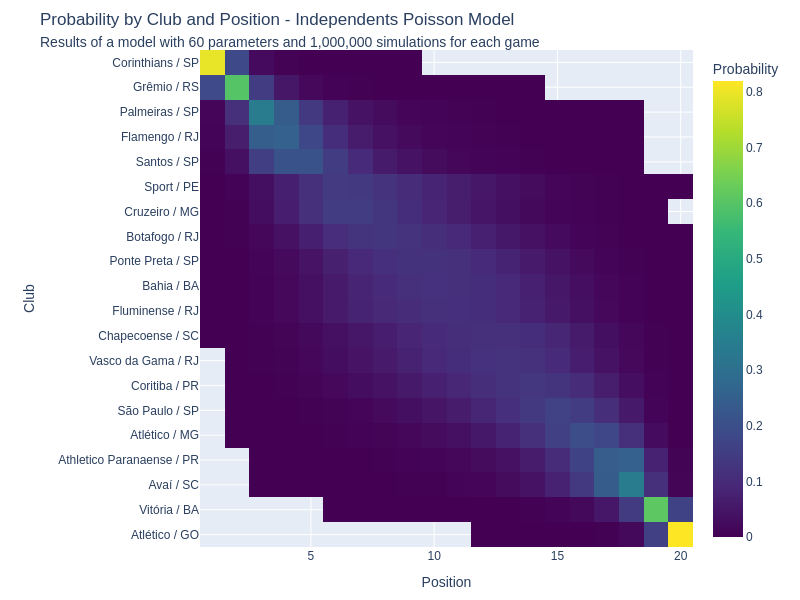 Probability by Club and Position - Independents Poisson Model
Results of a model with 60 parameters and 1,000,000 simulations for each game
Corinthians / SP
Grêmio / RS
Palmeiras / SP
Flamengo / RJ
Santos / SP
Sport / PE
Cruzeiro / MG
Botafogo / RJ
Ponte Preta / SP
Bahia / BA
Fluminense / RJ
Chapecoense / SC
Vasco da Gama / RJ
Coritiba / PR
São Paulo / SP
Atlético / MG
Athletico Paranaense / PR
Avaí / SC
Vitória / BA
Atlético / GO
Club
5 10 15 20
Position
Probability
0.8
0.7
0.6
0.5
0.4
0.3
0.2
0.1
0